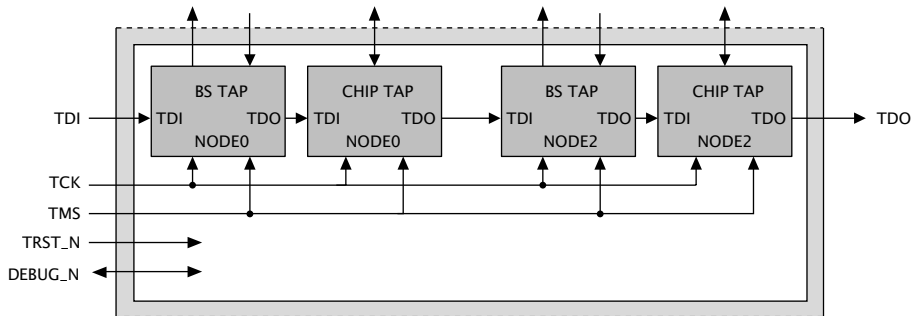 BS TAP CHIP TAP BS TAP CHIP TAP
TDI TDI TDO TDI TDO TDI TDO TDI TDO TDO
NODE0 NODE0 NODE2 NODE2
TCK
TMS
TRST_N
DEBUG_N